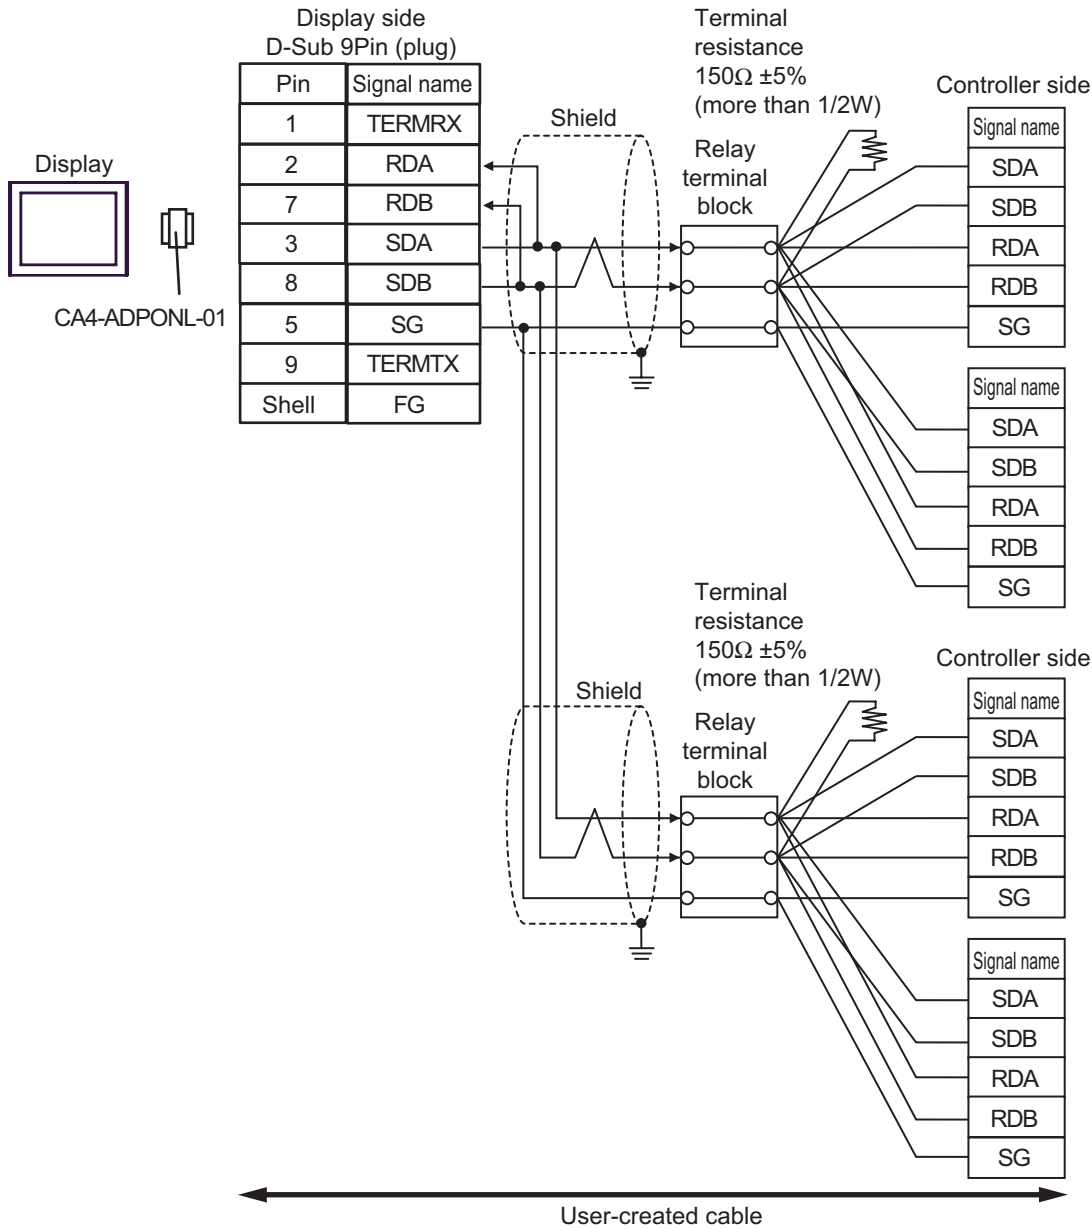 Display side
D-Sub 9Pin (plug)
Pin Signal name
1 TERMRX
2 RDA
7 RDB
3 SDA
8 SDB
5 SG
9 TERMTX
Shell FG
Display
CA4-ADPONL-01
Shield
Terminal
resistance
150Ω ±5%
(more than 1/2W)
Relay
terminal
block
Controller side
Signal name
SDA
SDB
RDA
RDB
SG
Signal name
SDA
SDB
RDA
RDB
SG
Shield
Terminal
resistance
150Ω ±5%
(more than 1/2W)
Relay
terminal
block
Controller side
Signal name
SDA
SDB
RDA
RDB
SG
Signal name
SDA
SDB
RDA
RDB
SG
User-created cable